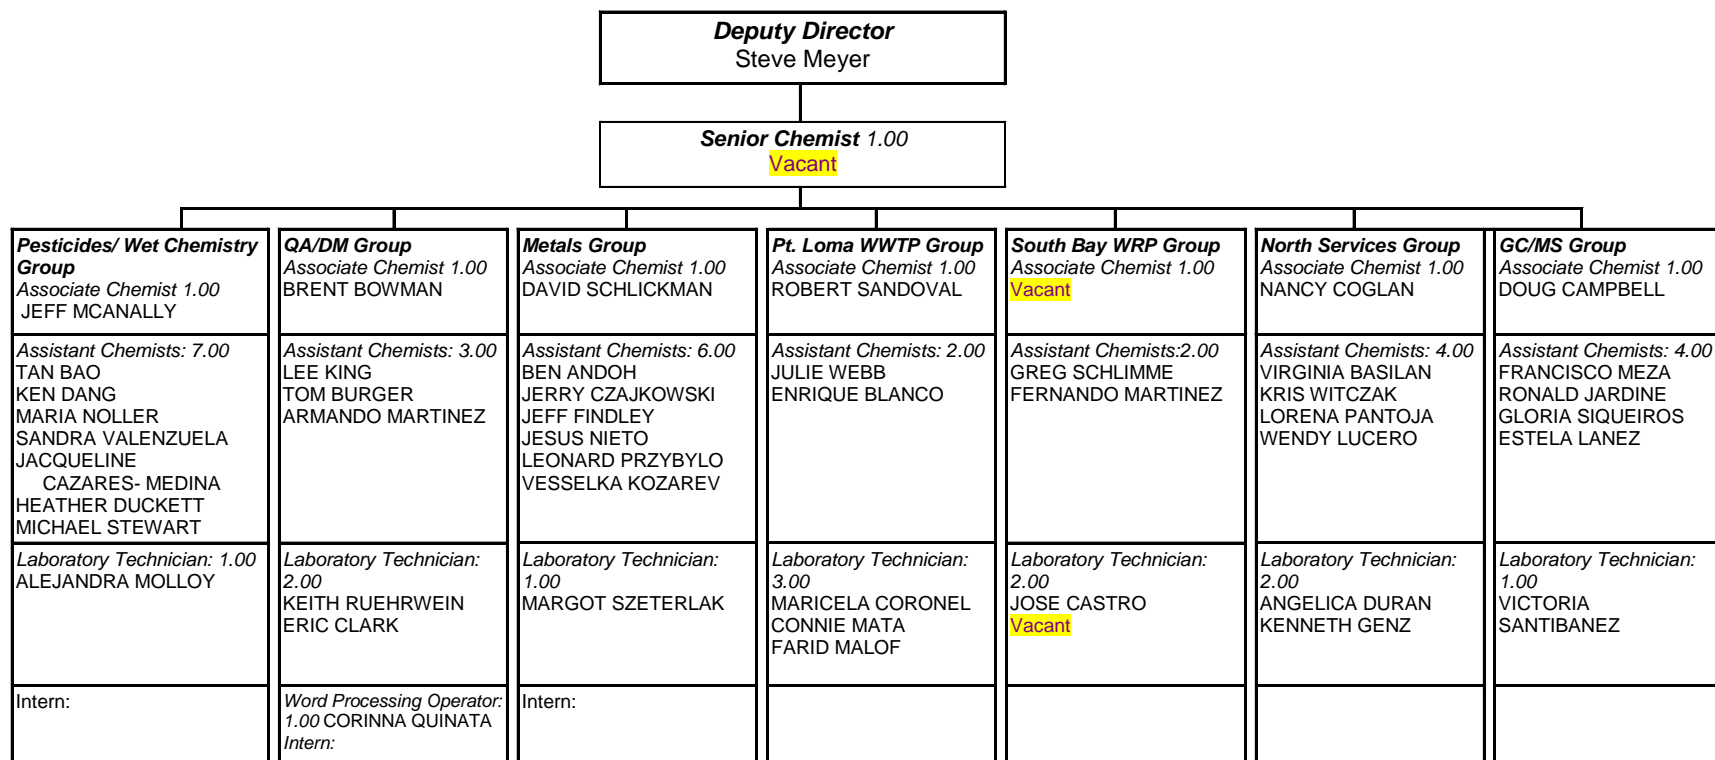 Deputy Director
Steve Meyer
Senior Chemist 1.00
Vacant
Pesticides/ Wet Chemistry
Group
Associate Chemist 1.00
JEFF MCANALLY
Assistant Chemists: 7.00
TAN BAO
KEN DANG
MARIA NOLLER
SANDRA VALENZUELA
JACQUELINE
CAZARES- MEDINA
HEATHER DUCKETT
MICHAEL STEWART
Laboratory Technician: 1.00
ALEJANDRA MOLLOY
Intern:
QA/DM Group
Associate Chemist 1.00
BRENT BOWMAN
Assistant Chemists: 3.00
LEE KING
TOM BURGER
ARMANDO MARTINEZ
Laboratory Technician:
2.00
KEITH RUEHRWEIN
ERIC CLARK
Word Processing Operator:
1.00 CORINNA QUINATA
Intern:
Metals Group
Associate Chemist 1.00
DAVID SCHLICKMAN
Assistant Chemists: 6.00
BEN ANDOH
JERRY CZAJKOWSKI
JEFF FINDLEY
JESUS NIETO
LEONARD PRZYBYLO
VESSELKA KOZAREV
Laboratory Technician:
1.00
MARGOT SZETERLAK
Intern:
Pt. Loma WWTP Group
Associate Chemist 1.00
ROBERT SANDOVAL
Assistant Chemists: 2.00
JULIE WEBB
ENRIQUE BLANCO
Laboratory Technician:
3.00
MARICELA CORONEL
CONNIE MATA
FARID MALOF
South Bay WRP Group
Associate Chemist 1.00
Vacant
Assistant Chemists:2.00
GREG SCHLIMME
FERNANDO MARTINEZ
Laboratory Technician:
2.00
JOSE CASTRO
Vacant
North Services Group
Associate Chemist 1.00
NANCY COGLAN
Assistant Chemists: 4.00
VIRGINIA BASILAN
KRIS WITCZAK
LORENA PANTOJA
WENDY LUCERO
Laboratory Technician:
2.00
ANGELICA DURAN
KENNETH GENZ
GC/MS Group
Associate Chemist 1.00
DOUG CAMPBELL
Assistant Chemists: 4.00
FRANCISCO MEZA
RONALD JARDINE
GLORIA SIQUEIROS
ESTELA LANEZ
Laboratory Technician:
1.00
VICTORIA
SANTIBANEZ